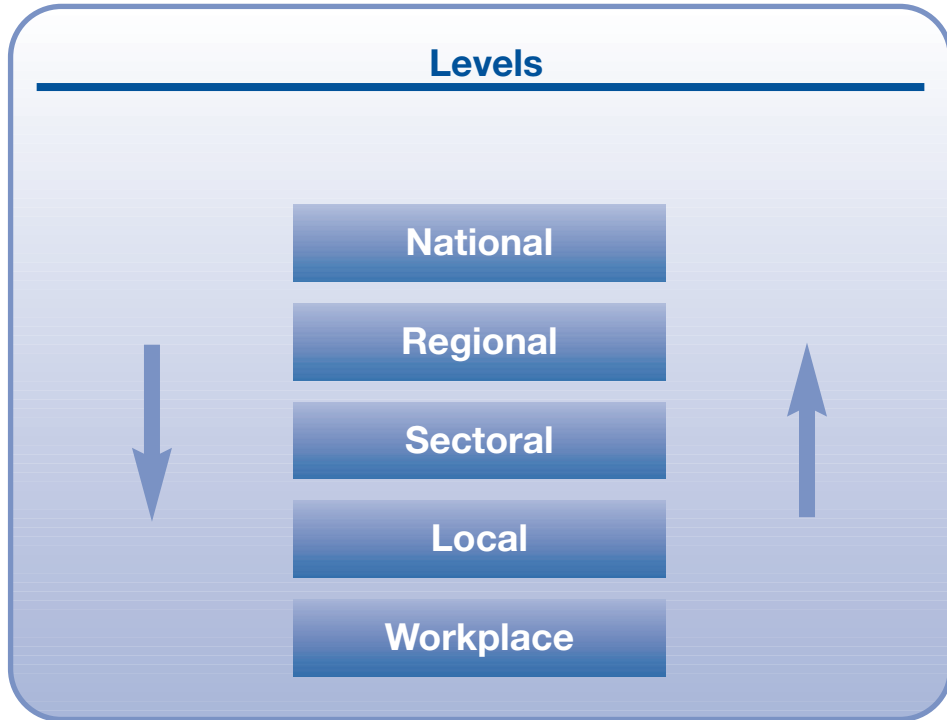 Levels
National
Regional
Sectoral
Local
Workplace